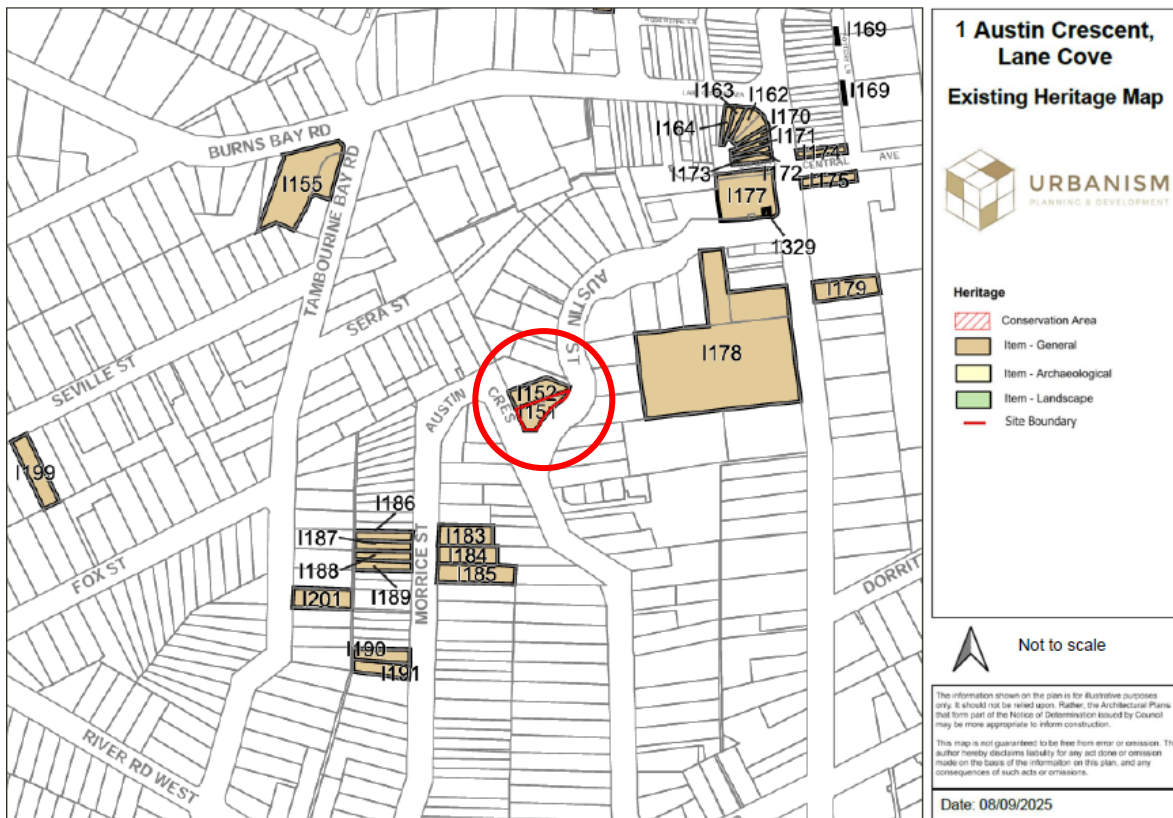 I169
I163
I162
I169
I170
I164
I171
BURNS BAY RD
I174
CENTRAL AVE
I173
I172
I175
I155
I177
1329
TAMBOURINE BAY RD
AUSTIN ST
I179
SERA ST
I178
SEVILLE ST
I152
I151
AUSTIN CRES
I199
I186
I187
I183
I188
I184
I185
I189
FOX ST
MORRICE ST
DORRIT
I201
I190
I191
RIVER RD WEST
1 Austin Crescent,
Lane Cove
Existing Heritage Map
URBANISM
PLANNING & DEVELOPMENT
Heritage
Conservation Area
Item - General
Item - Archaeological
Item - Landscape
Site Boundary
Not to scale
The information shown on the plan is for illustrative purposes
only. It should not be relied upon. Rather, the Architectural Plans
that form part of the Notice of Determination issued by Council
may be more appropriate to inform construction.
This map is not guaranteed to be free from error or omission. The
author hereby disclaims liability for any act done or omission
made on the basis of the information on this plan, and any
consequences of such acts or omissions.
Date: 08/09/2025